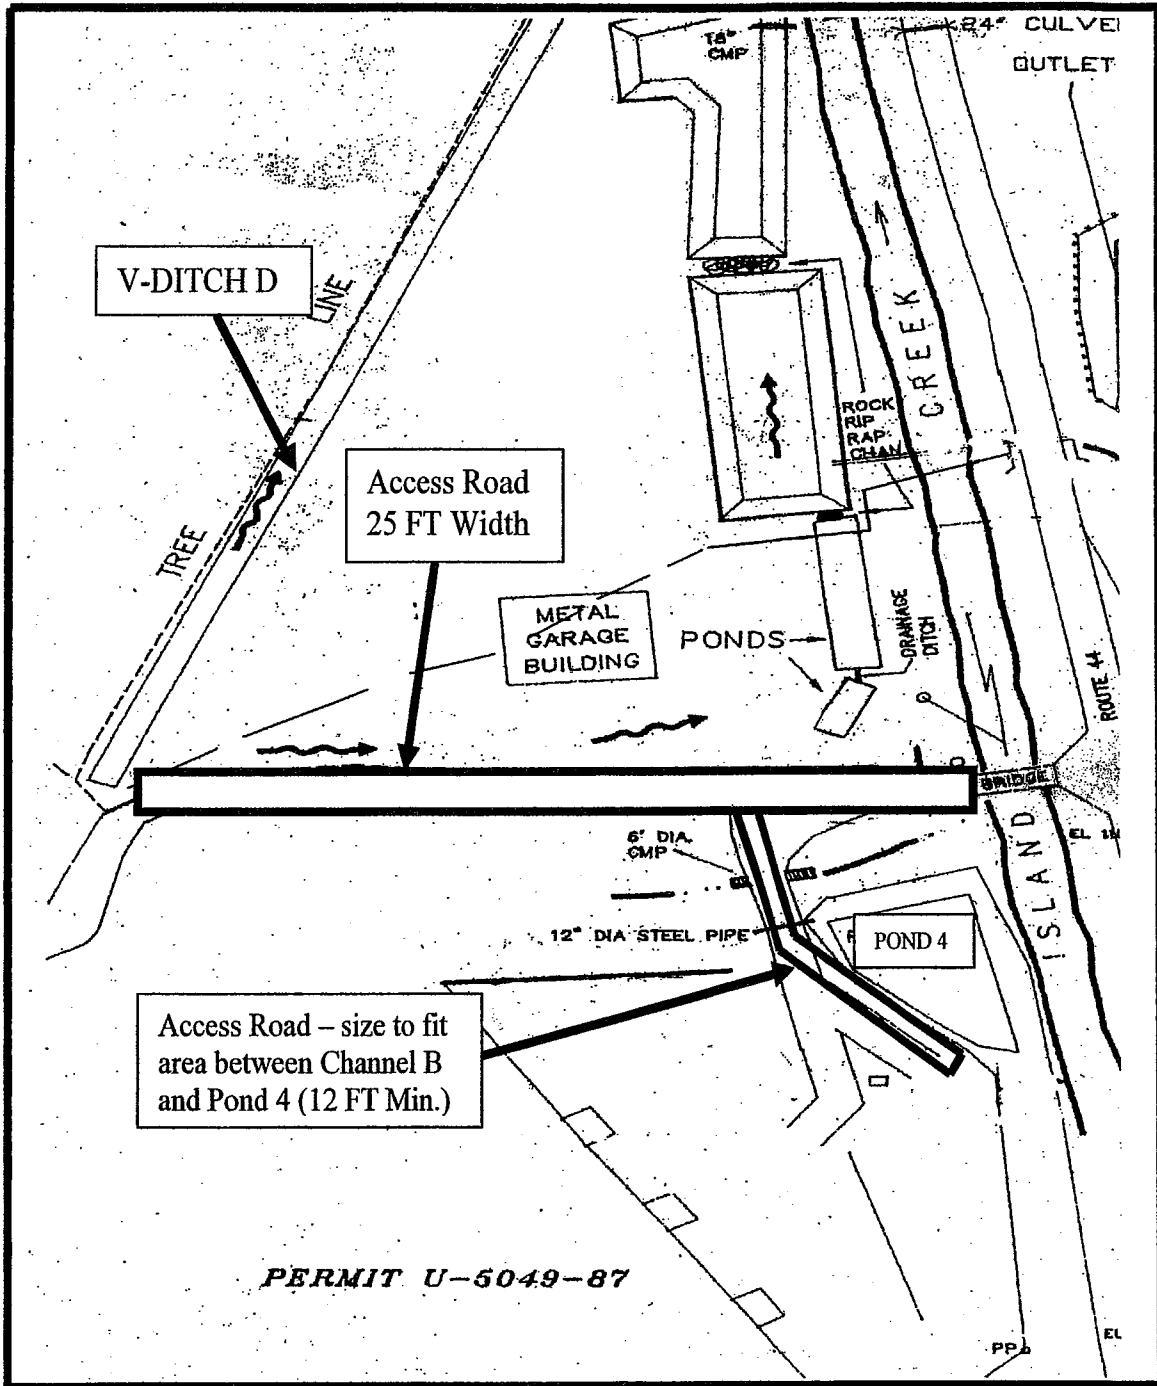 18"
CMP
24" CULVE
OUTLET
V-DITCH D
LINE
TREE
CREEK
ROCK
RIP
RAP
CHAN.
Access Road
25 FT Width
METAL
GARAGE
BUILDING
PONDS
DRAINAGE
DITCH
ROUTE 44
BRIDGE
ISLAND
EL
6" DIA.
CMP
12" DIA STEEL PIPE
POND 4
Access Road – size to fit
area between Channel B
and Pond 4 (12 FT Min.)
PERMIT U-5049-87
PP
EL